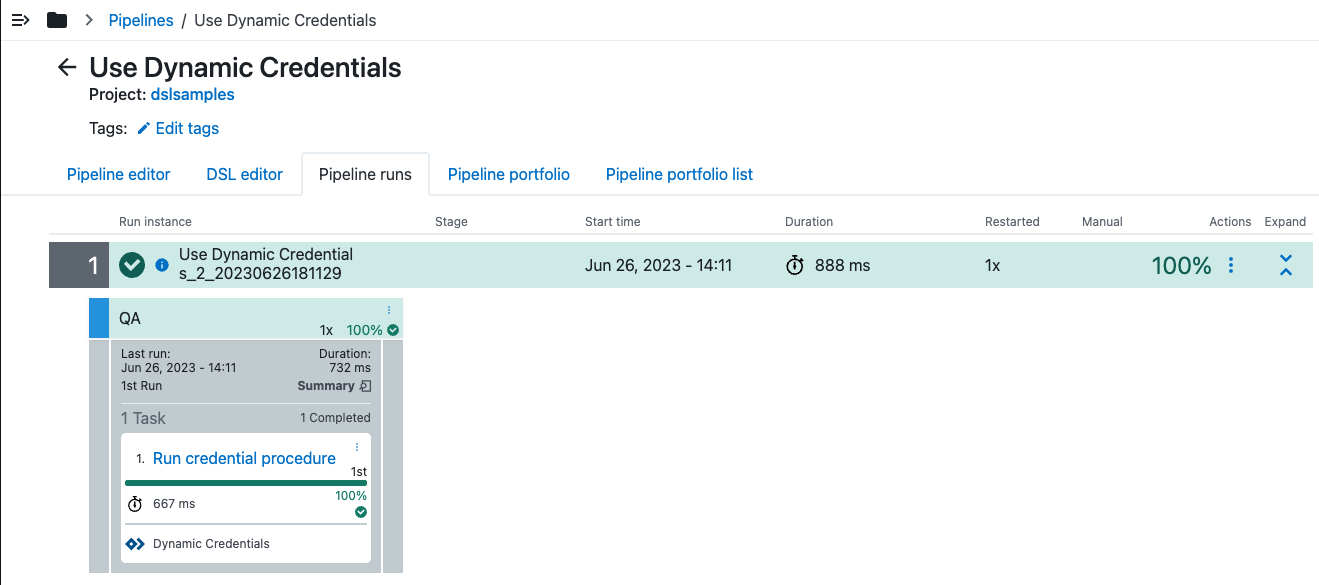 Pipelines / Use Dynamic Credentials
Use Dynamic Credentials
Project: dslsamples
Tags: Edit tags
Pipeline editor DSL editor Pipeline runs Pipeline portfolio Pipeline portfolio list
Run instance Stage Start time Duration Restarted Manual Actions Expand
1 Use Dynamic Credential
s_2_20230626181129 Jun 26, 2023 - 14:11 888 ms 1x 100%
QA
1x 100%
Last run: Duration:
Jun 26, 2023 - 14:11 732 ms
1st Run Summary
1 Task 1 Completed
1. Run credential procedure
1st
100%
667 ms
Dynamic Credentials